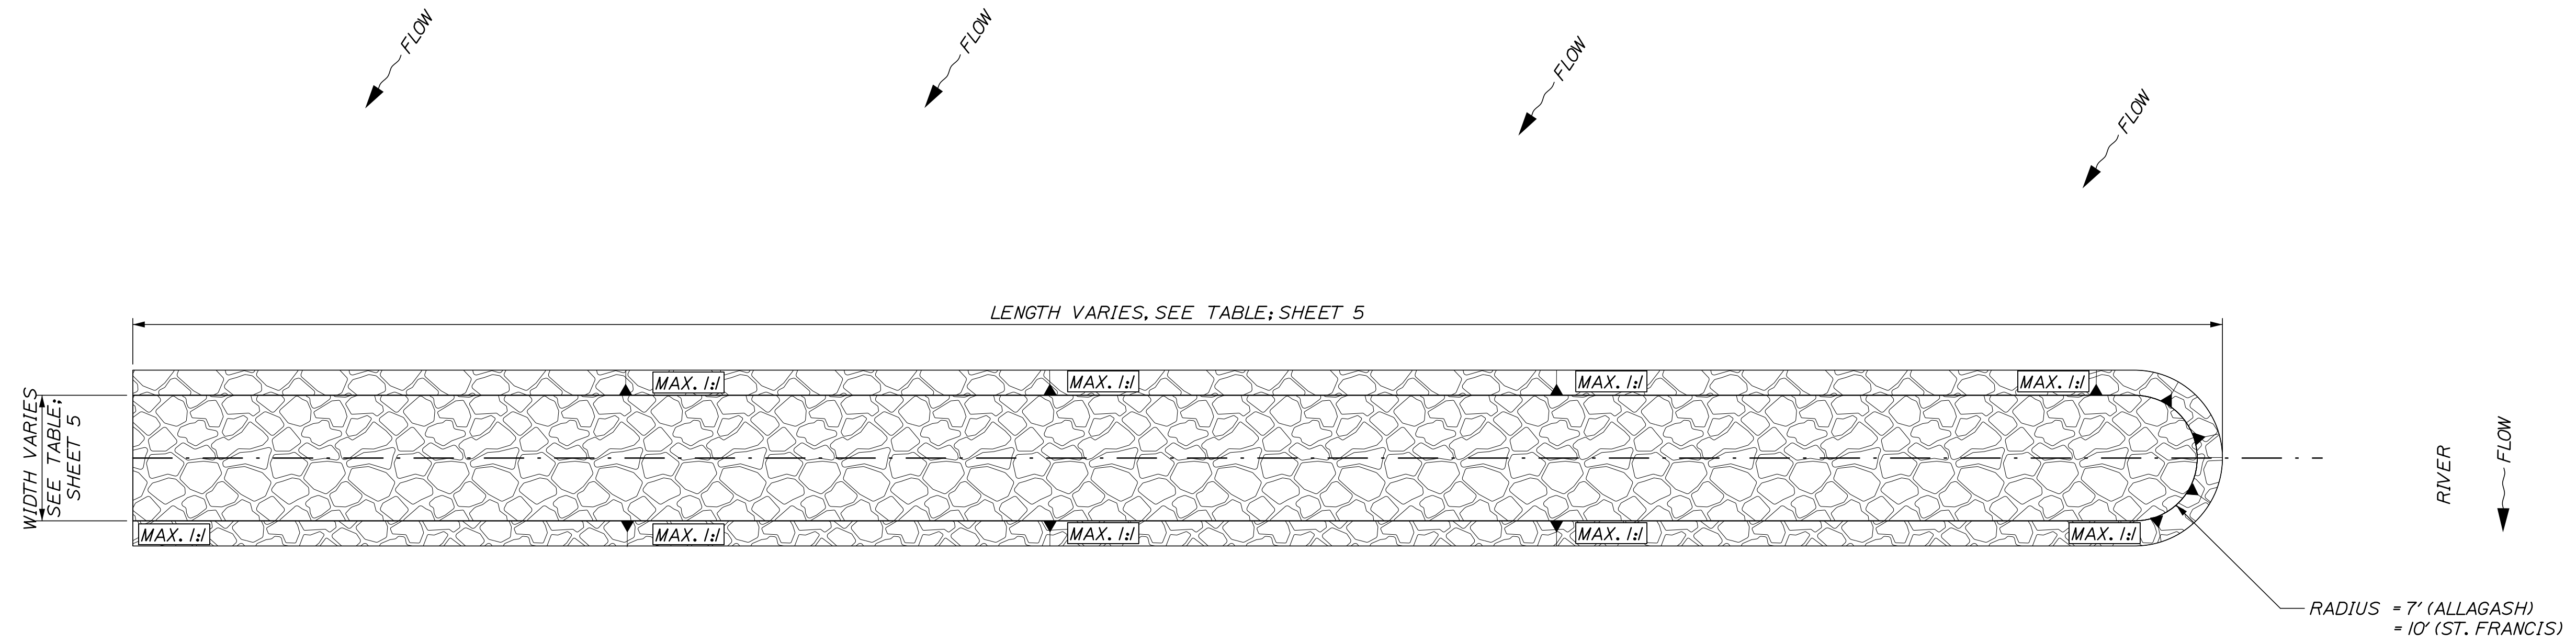 FLOW
FLOW
FLOW
FLOW
LENGTH VARIES, SEE TABLE; SHEET 5
MAX. 1:1
MAX. 1:1
MAX. 1:1
MAX. 1:1
WIDTH VARIES
SEE TABLE;
SHEET 5
RIVER
FLOW
MAX. 1:1
MAX. 1:1
MAX. 1:1
MAX. 1:1
MAX. 1:1
RADIUS = 7' (ALLAGASH)
= 10' (ST. FRANCIS)